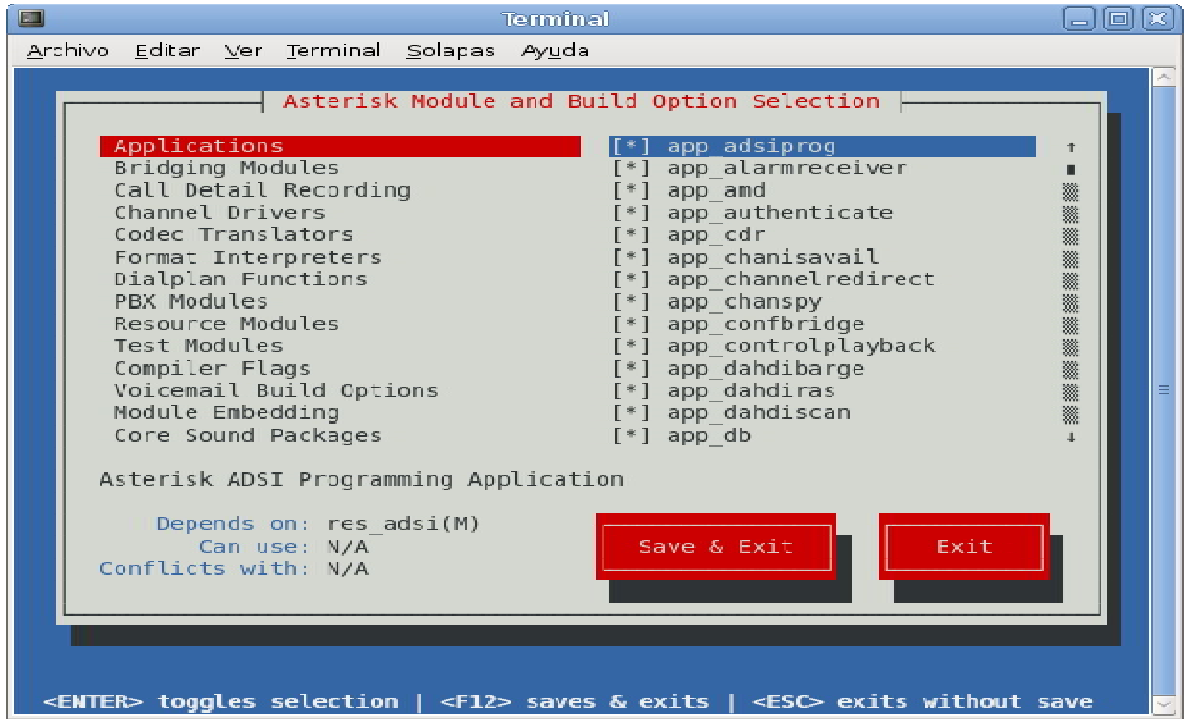 Terminal
Archivo Editar Ver Terminal Solapas Ayuda
Asterisk Module and Build Option Selection
Applications [*] app_adsiprog
Bridging Modules [*] app_alarmreceiver
Call Detail Recording [*] app_amd
Channel Drivers [*] app_authenticate
Codec Translators [*] app_cdr
Format Interpreters [*] app_chanisavail
Dialplan Functions [*] app_channelredirect
PBX Modules [*] app_chanspy
Resource Modules [*] app_confbridge
Test Modules [*] app_controlplayback
Compiler Flags [*] app_dahdibarge
Voicemail Build Options [*] app_dahdiras
Module Embedding [*] app_dahdiscan
Core Sound Packages [*] app_db
Asterisk ADSI Programming Application
Depends on: res_adsi(M)
Can use: N/A
Conflicts with: N/A
Save & Exit Exit
<ENTER> toggles selection | <F12> saves & exits | <ESC> exits without save